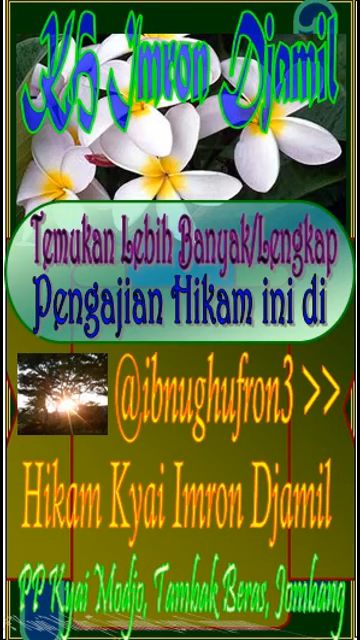 KH Imron Djamil
Temukan Lebih Banyak/Lengkap
Pengajian Hikam ini di
@ibnughufron3 >>
Hikam Kyai Imron Djamil
PP Kyai Modjo, Tambak Beras, Jombang